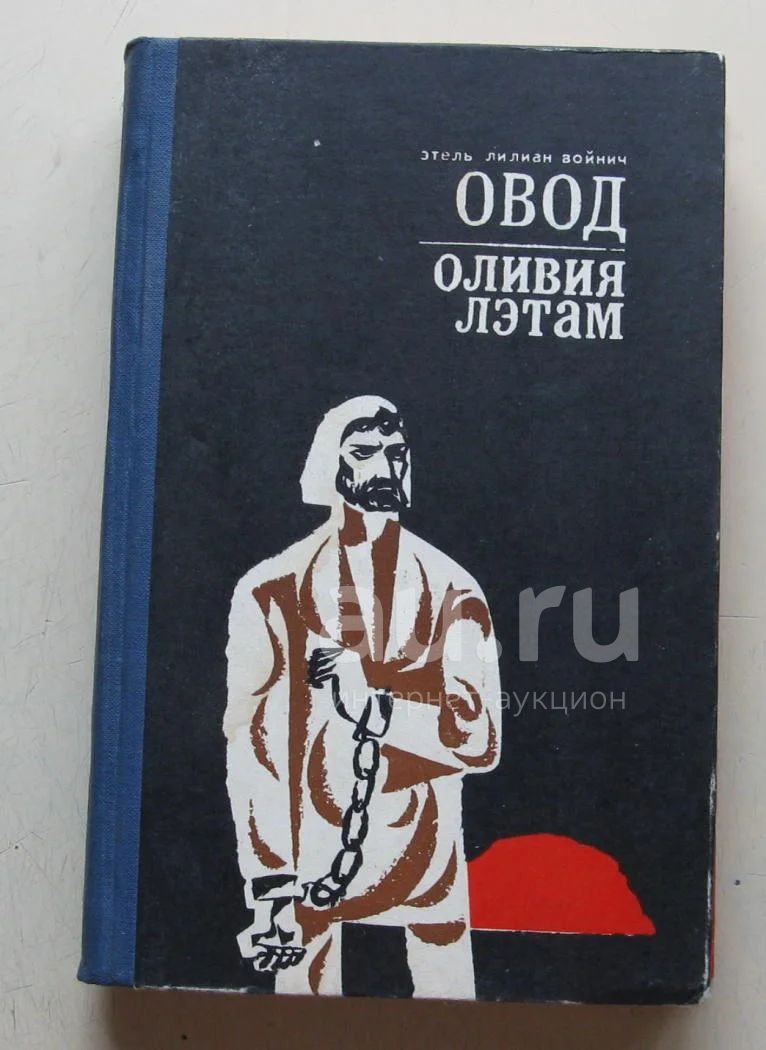 этель лилиан войнич
ОВОД
ОЛИВИЯ
ЛЭТАМ
au.ru
интернет-аукцион